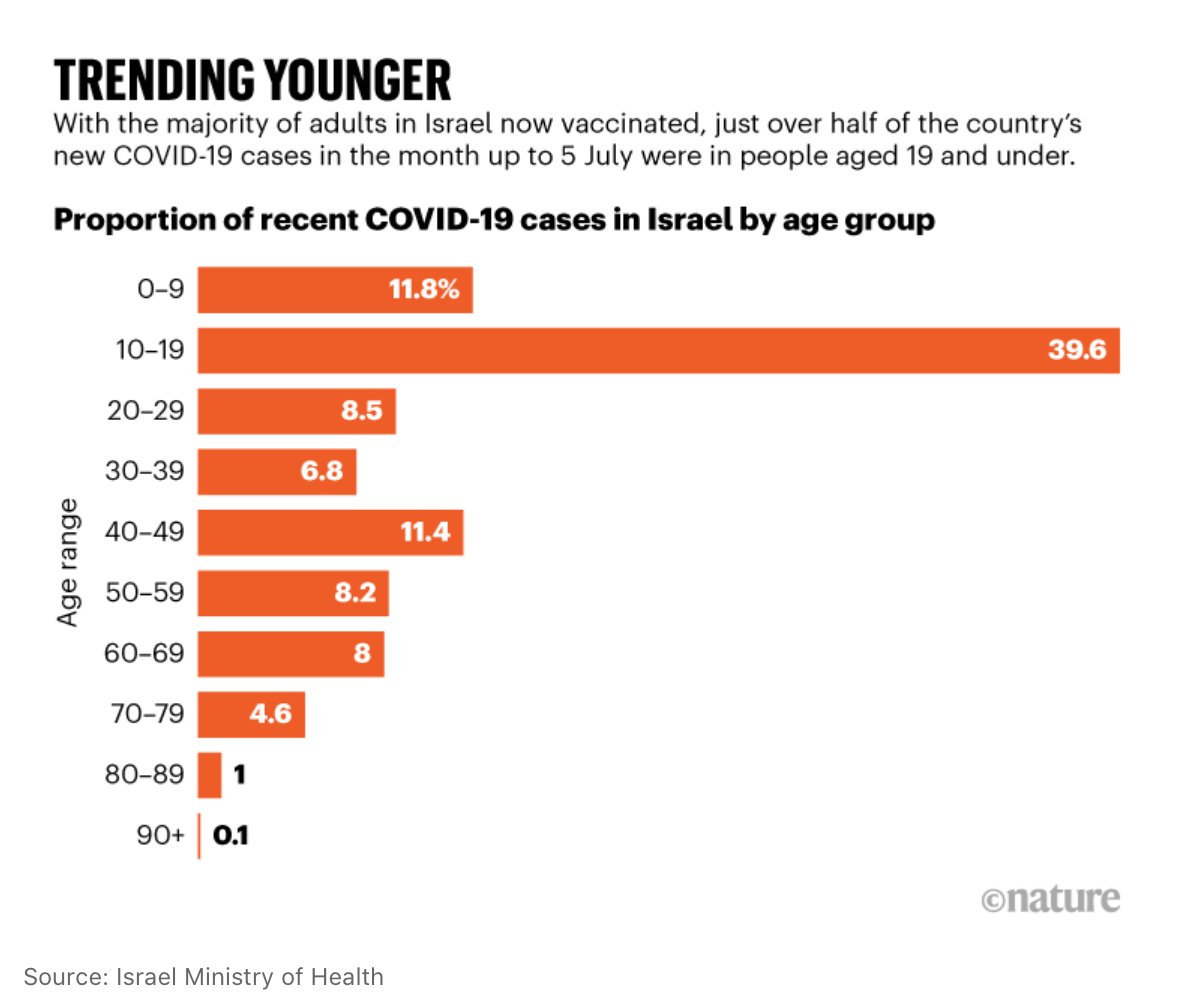 TRENDING YOUNGER
With the majority of adults in Israel now vaccinated, just over half of the country’s
new COVID-19 cases in the month up to 5 July were in people aged 19 and under.
Proportion of recent COVID-19 cases in Israel by age group
Age range
0–9 11.8%
10–19 39.6
20–29 8.5
30–39 6.8
40–49 11.4
50–59 8.2
60–69 8
70–79 4.6
80–89 1
90+ 0.1
©nature
Source: Israel Ministry of Health